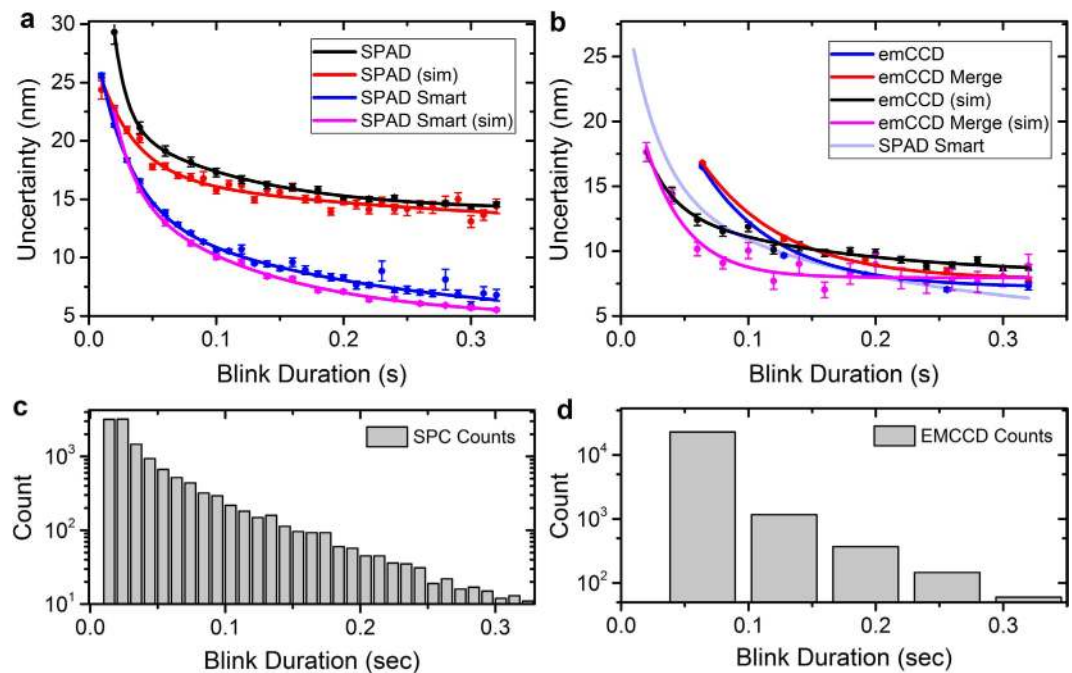 a
30
25
20
15
10
5
Uncertainty (nm)
SPAD
SPAD (sim)
SPAD Smart
SPAD Smart (sim)
0.0 0.1 0.2 0.3
Blink Duration (s)
b
25
20
15
10
5
Uncertainty (nm)
emCCD
emCCD Merge
emCCD (sim)
emCCD Merge (sim)
SPAD Smart
0.0 0.1 0.2 0.3
Blink Duration (s)
c
10³
10²
10¹
Count
SPC Counts
0.0 0.1 0.2 0.3
Blink Duration (sec)
d
10⁴
10³
10²
Count
EMCCD Counts
0.0 0.1 0.2 0.3
Blink Duration (sec)